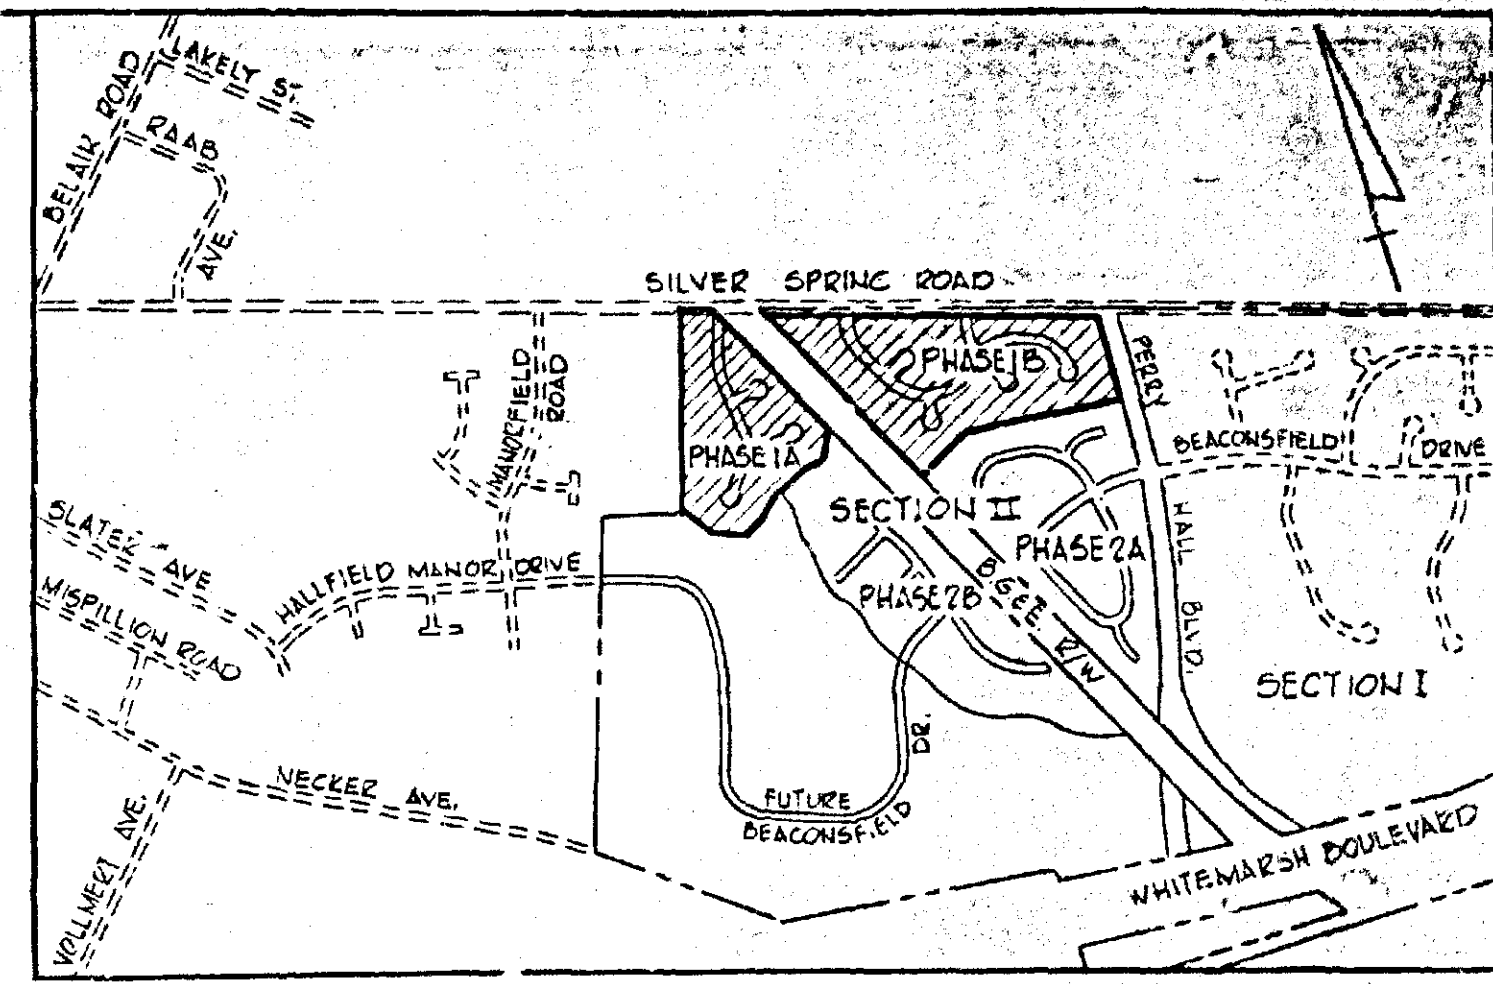 LAKELY ST.
BELAIR ROAD
RAAB
AVE.
SILVER SPRING ROAD
PERRY
HALL
BLVD.
PHASE 1B
MANORFIELD
ROAD
PHASE 1A
BEACONSFIELD DRIVE
SLATER AVE
SECTION II
PHASE 2A
HALLFIELD MANOR DRIVE
MISPILLION ROAD
PHASE 2B
B.G.&E. R/W
SECTION I
NECKER AVE.
VOLLMERT AVE.
FUTURE
BEACONSFIELD
DR.
WHITEMARSH BOULEVARD